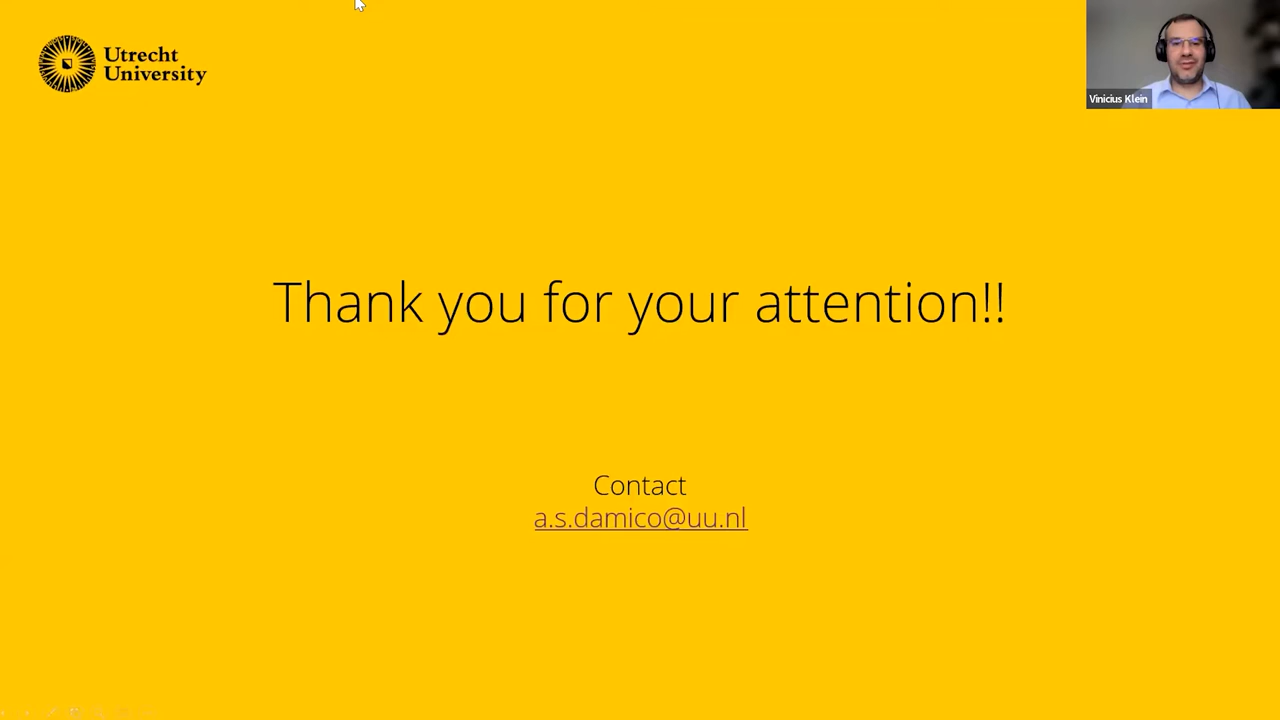 Utrecht
University
Vinicius Klein
Thank you for your attention!!
Contact
a.s.damico@uu.nl